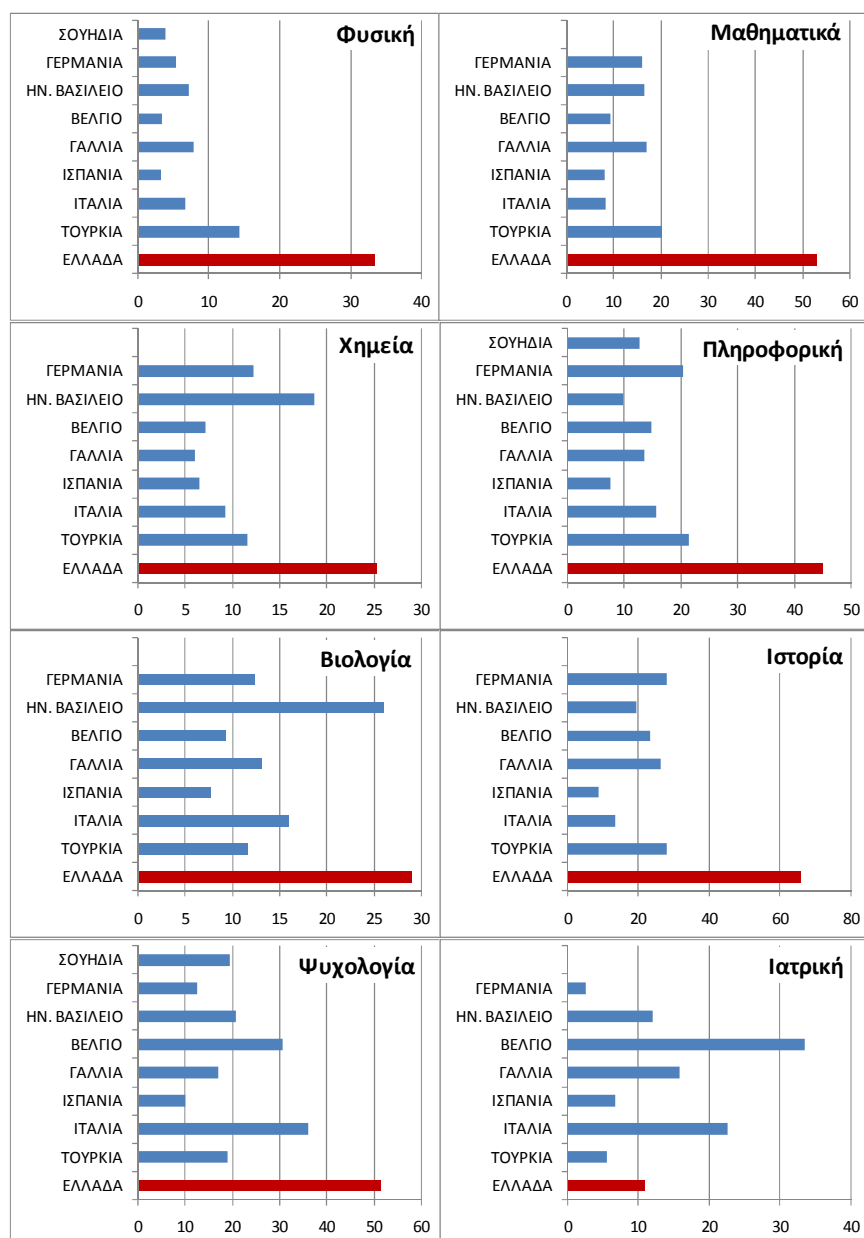 Φυσική
ΣΟΥΗΔΙΑ
ΓΕΡΜΑΝΙΑ
ΗΝ. ΒΑΣΙΛΕΙΟ
ΒΕΛΓΙΟ
ΓΑΛΛΙΑ
ΙΣΠΑΝΙΑ
ΙΤΑΛΙΑ
ΤΟΥΡΚΙΑ
ΕΛΛΑΔΑ
0 10 20 30 40
Μαθηματικά
ΓΕΡΜΑΝΙΑ
ΗΝ. ΒΑΣΙΛΕΙΟ
ΒΕΛΓΙΟ
ΓΑΛΛΙΑ
ΙΣΠΑΝΙΑ
ΙΤΑΛΙΑ
ΤΟΥΡΚΙΑ
ΕΛΛΑΔΑ
0 10 20 30 40 50 60
Χημεία
ΓΕΡΜΑΝΙΑ
ΗΝ. ΒΑΣΙΛΕΙΟ
ΒΕΛΓΙΟ
ΓΑΛΛΙΑ
ΙΣΠΑΝΙΑ
ΙΤΑΛΙΑ
ΤΟΥΡΚΙΑ
ΕΛΛΑΔΑ
0 5 10 15 20 25 30
Πληροφορική
ΣΟΥΗΔΙΑ
ΓΕΡΜΑΝΙΑ
ΗΝ. ΒΑΣΙΛΕΙΟ
ΒΕΛΓΙΟ
ΓΑΛΛΙΑ
ΙΣΠΑΝΙΑ
ΙΤΑΛΙΑ
ΤΟΥΡΚΙΑ
ΕΛΛΑΔΑ
0 10 20 30 40 50
Βιολογία
ΓΕΡΜΑΝΙΑ
ΗΝ. ΒΑΣΙΛΕΙΟ
ΒΕΛΓΙΟ
ΓΑΛΛΙΑ
ΙΣΠΑΝΙΑ
ΙΤΑΛΙΑ
ΤΟΥΡΚΙΑ
ΕΛΛΑΔΑ
0 5 10 15 20 25 30
Ιστορία
ΓΕΡΜΑΝΙΑ
ΗΝ. ΒΑΣΙΛΕΙΟ
ΒΕΛΓΙΟ
ΓΑΛΛΙΑ
ΙΣΠΑΝΙΑ
ΙΤΑΛΙΑ
ΤΟΥΡΚΙΑ
ΕΛΛΑΔΑ
0 20 40 60 80
Ψυχολογία
ΣΟΥΗΔΙΑ
ΓΕΡΜΑΝΙΑ
ΗΝ. ΒΑΣΙΛΕΙΟ
ΒΕΛΓΙΟ
ΓΑΛΛΙΑ
ΙΣΠΑΝΙΑ
ΙΤΑΛΙΑ
ΤΟΥΡΚΙΑ
ΕΛΛΑΔΑ
0 10 20 30 40 50 60
Ιατρική
ΓΕΡΜΑΝΙΑ
ΗΝ. ΒΑΣΙΛΕΙΟ
ΒΕΛΓΙΟ
ΓΑΛΛΙΑ
ΙΣΠΑΝΙΑ
ΙΤΑΛΙΑ
ΤΟΥΡΚΙΑ
ΕΛΛΑΔΑ
0 10 20 30 40